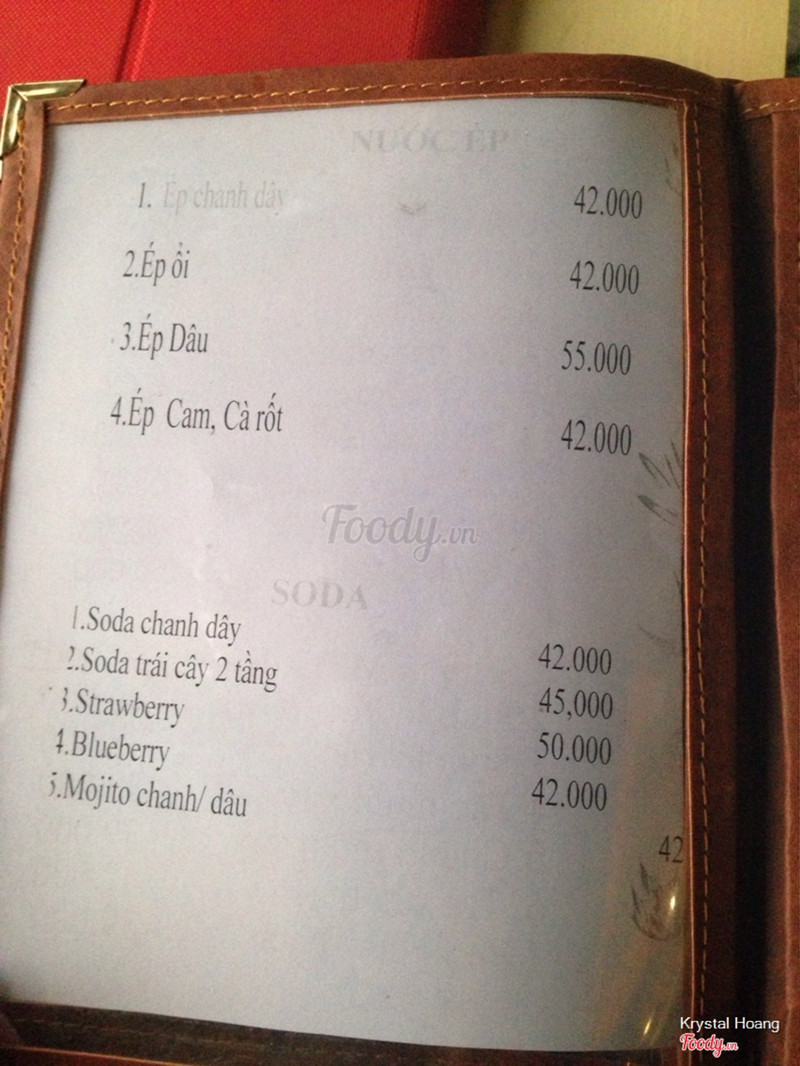 NƯỚC ÉP
1. Ép chanh dây 42.000
2.Ép ổi 42.000
3.Ép Dâu 55.000
4.Ép Cam, Cà rốt 42.000
Foody.vn
SODA
1.Soda chanh dây
2.Soda trái cây 2 tầng 42.000
3.Strawberry 45,000
4.Blueberry 50.000
5.Mojito chanh/ dâu 42.000
42
Krystal Hoang
Foody.vn